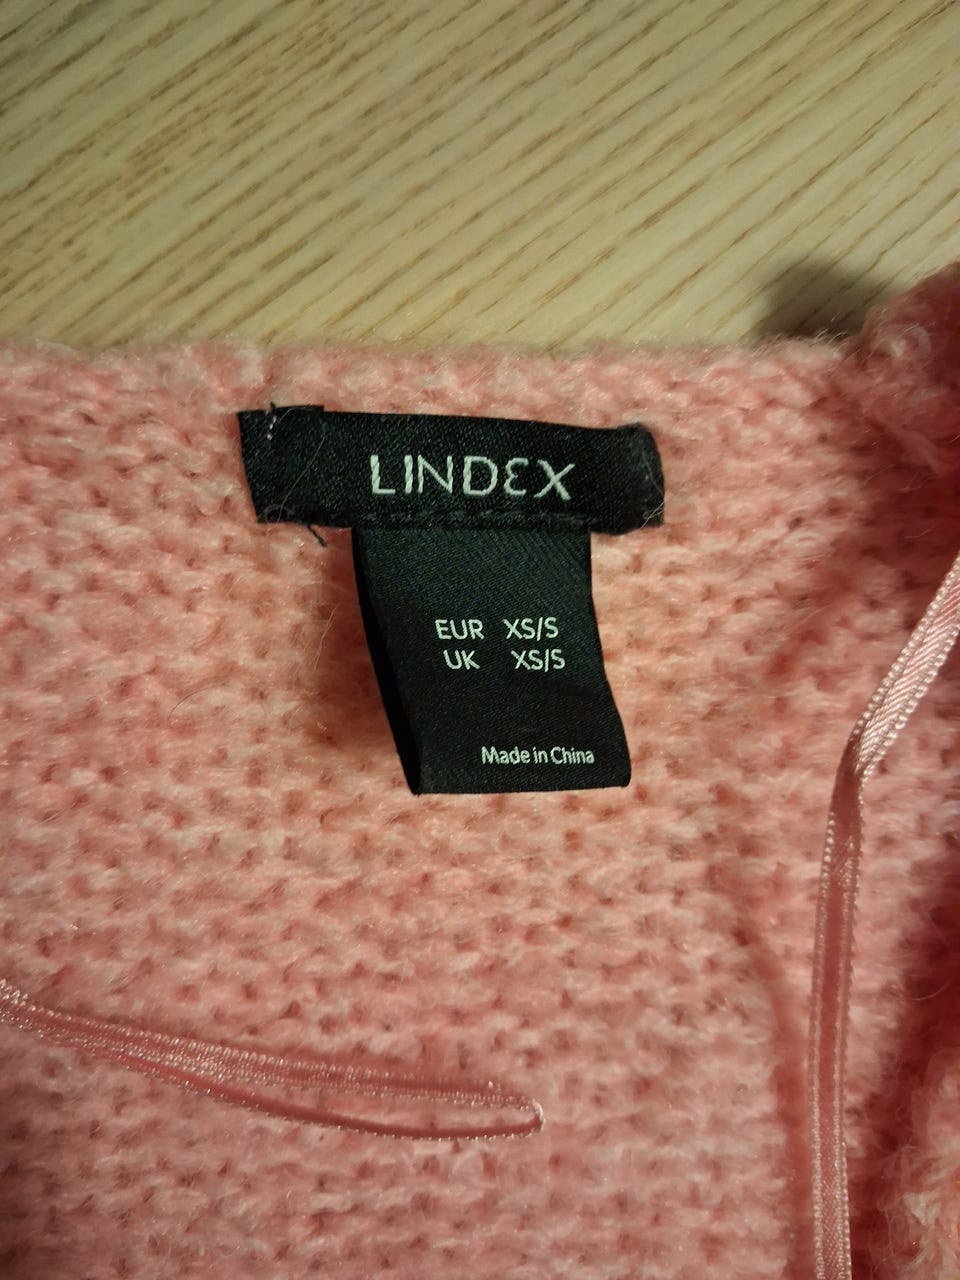 LINDEX
EUR XS/S
UK XS/S
Made in China